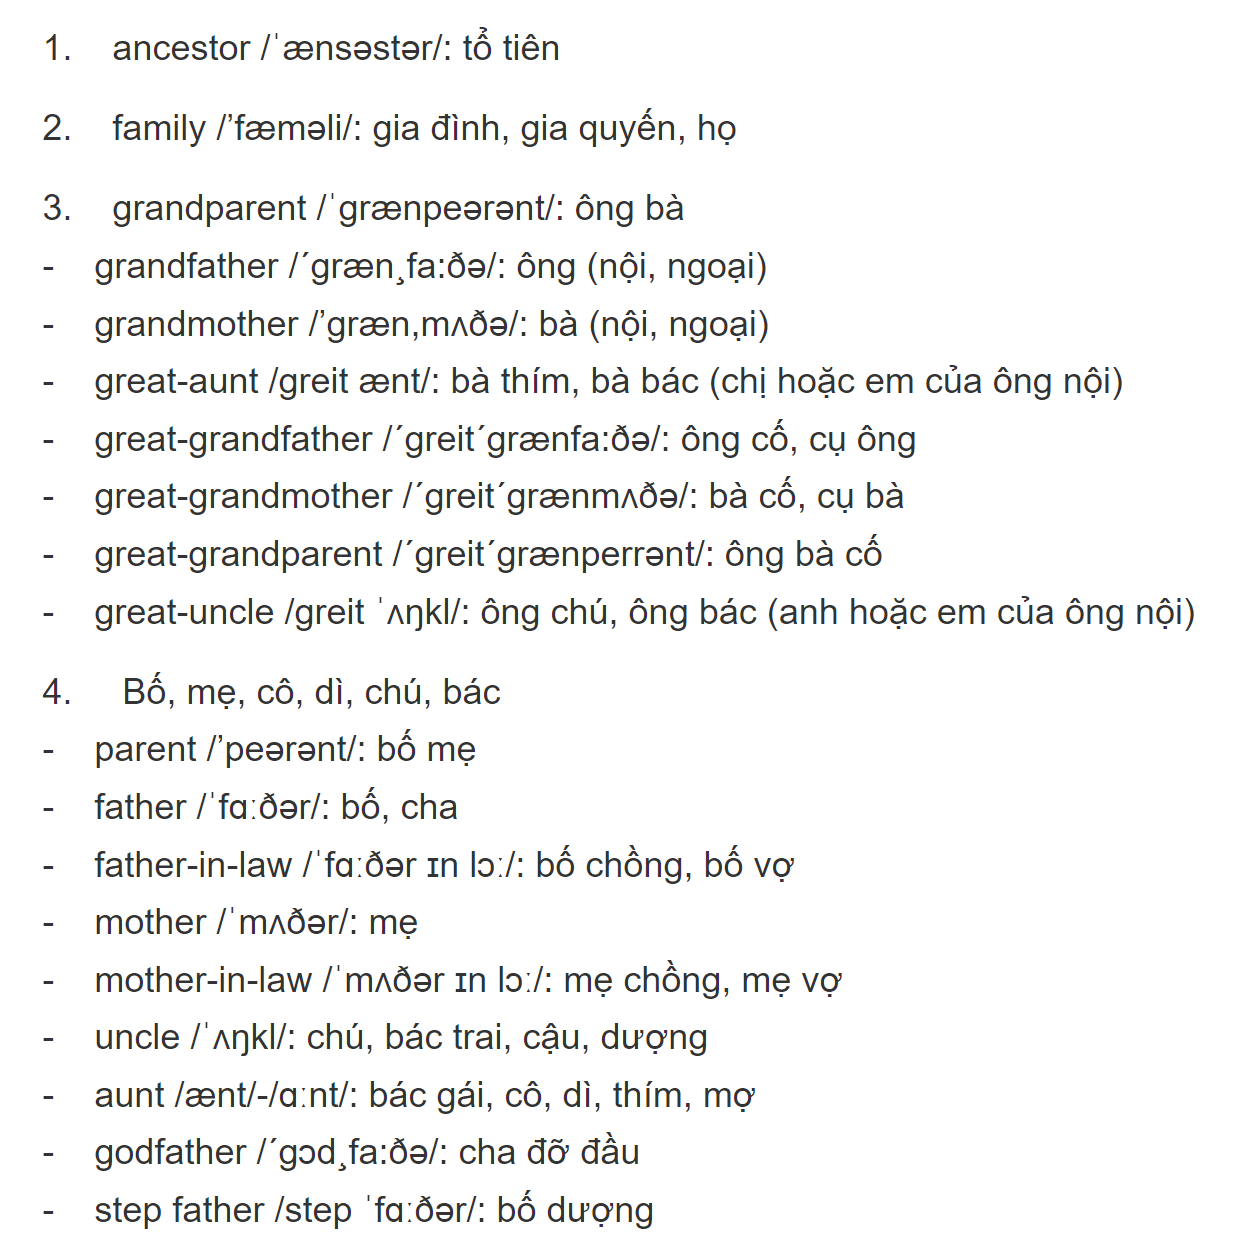 1. ancestor /ˈænsəstər/: tổ tiên
2. family /’fæməli/: gia đình, gia quyến, họ
3. grandparent /ˈgrænpeərənt/: ông bà
- grandfather /´græn¸fa:ðə/: ông (nội, ngoại)
- grandmother /’græn,mʌðə/: bà (nội, ngoại)
- great-aunt /greit ænt/: bà thím, bà bác (chị hoặc em của ông nội)
- great-grandfather /´greit´grænfa:ðə/: ông cố, cụ ông
- great-grandmother /´greit´grænmʌðə/: bà cố, cụ bà
- great-grandparent /´greit´grænperrənt/: ông bà cố
- great-uncle /greit ˈʌŋkl/: ông chú, ông bác (anh hoặc em của ông nội)
4. Bố, mẹ, cô, dì, chú, bác
- parent /’peərənt/: bố mẹ
- father /ˈfɑːðər/: bố, cha
- father-in-law /ˈfɑːðər ɪn lɔː/: bố chồng, bố vợ
- mother /ˈmʌðər/: mẹ
- mother-in-law /ˈmʌðər ɪn lɔː/: mẹ chồng, mẹ vợ
- uncle /ˈʌŋkl/: chú, bác trai, cậu, dượng
- aunt /ænt/-/ɑːnt/: bác gái, cô, dì, thím, mợ
- godfather /´gɔd¸fa:ðə/: cha đỡ đầu
- step father /step ˈfɑːðər/: bố dượng